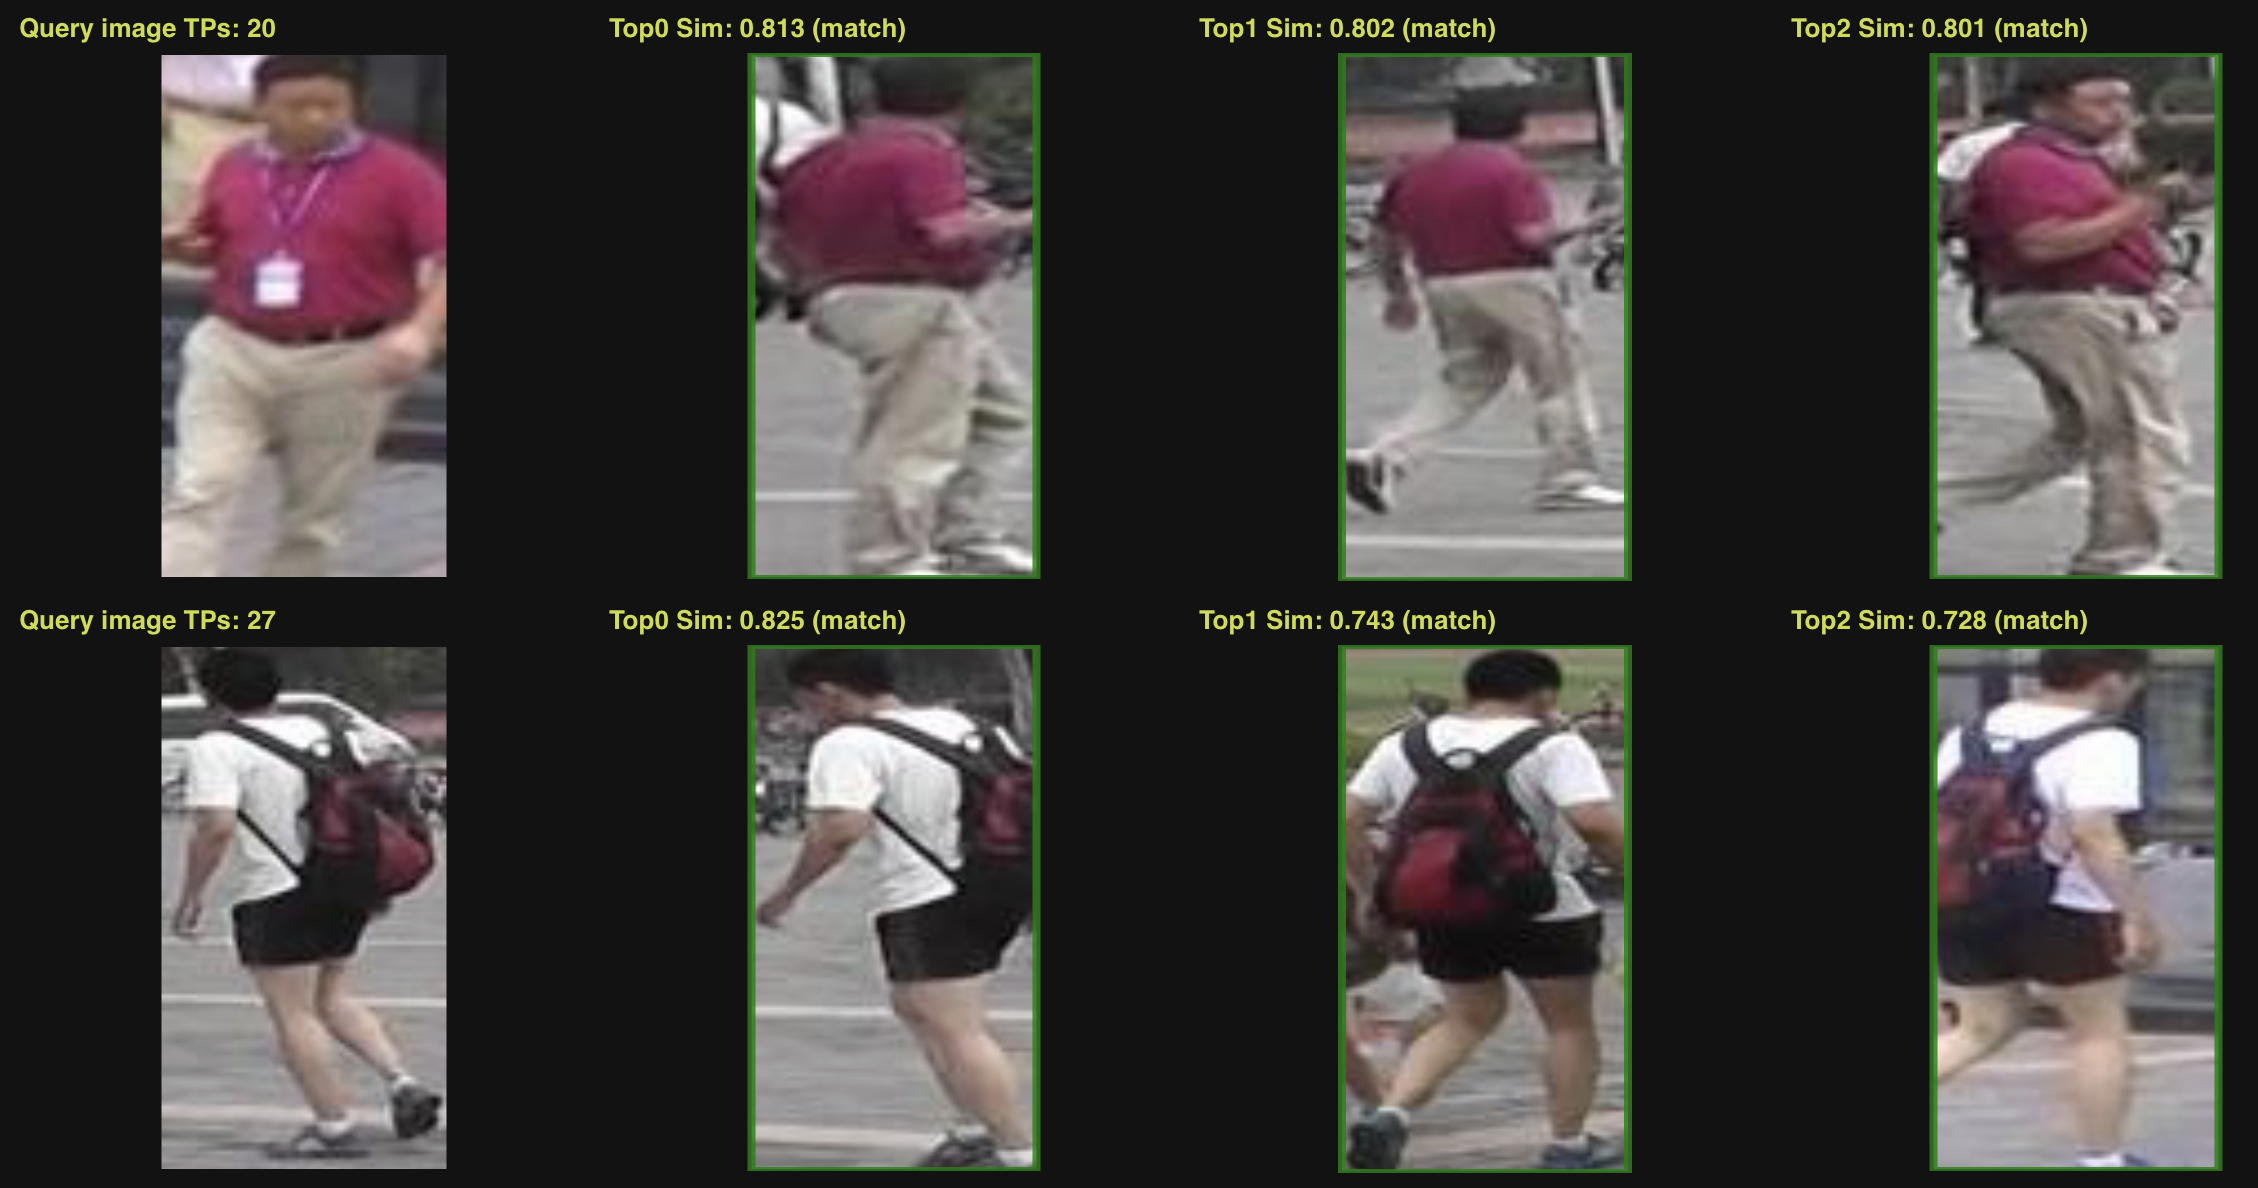 Query image TPs: 20
Top0 Sim: 0.813 (match)
Top1 Sim: 0.802 (match)
Top2 Sim: 0.801 (match)
Query image TPs: 27
Top0 Sim: 0.825 (match)
Top1 Sim: 0.743 (match)
Top2 Sim: 0.728 (match)